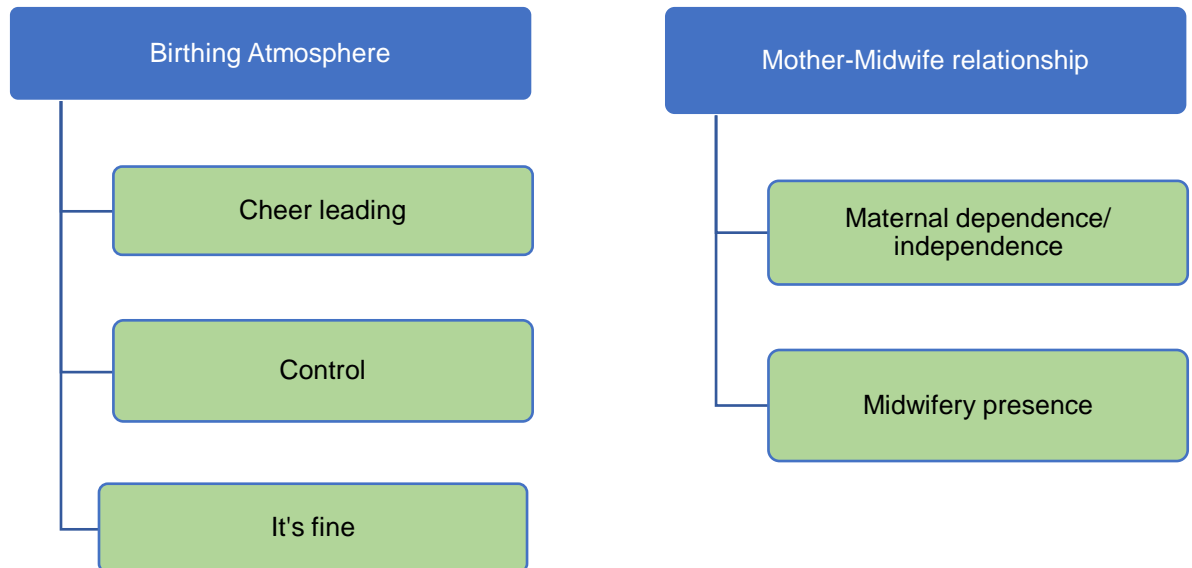 Birthing Atmosphere
Cheer leading
Control
It's fine
Mother-Midwife relationship
Maternal dependence/
independence
Midwifery presence